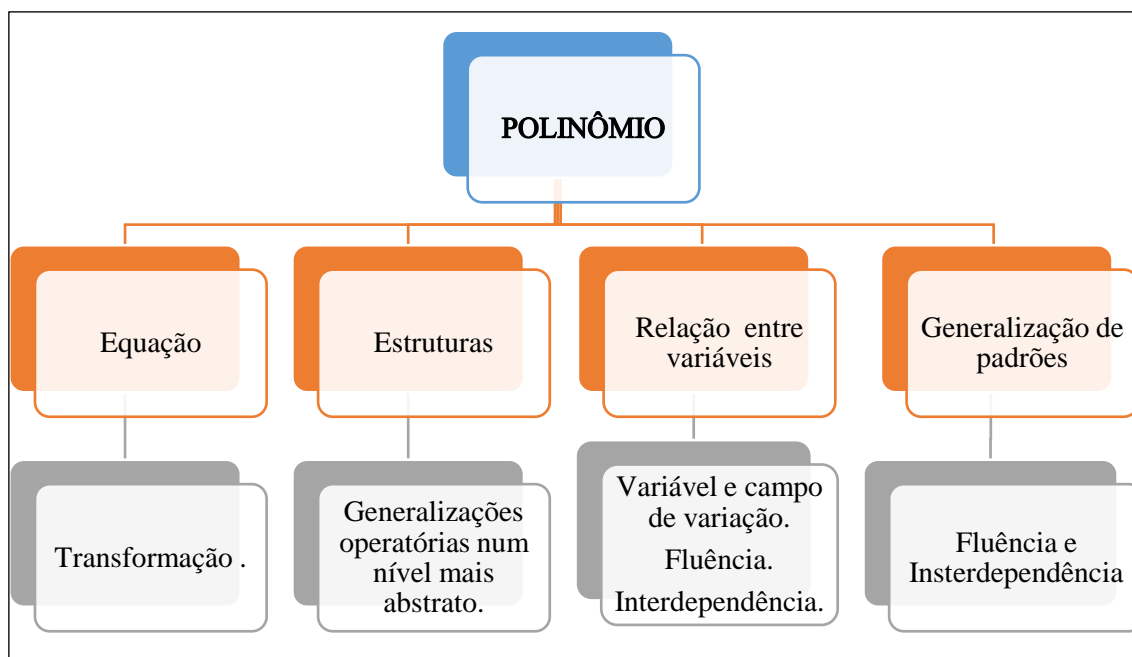 POLINÔMIO
Equação
Estruturas
Relação entre
variáveis
Generalização de
padrões
Transformação .
Generalizações
operatórias num
nível mais
abstrato.
Variável e campo
de variação.
Fluência.
Interdependência.
Fluência e
Insterdependência